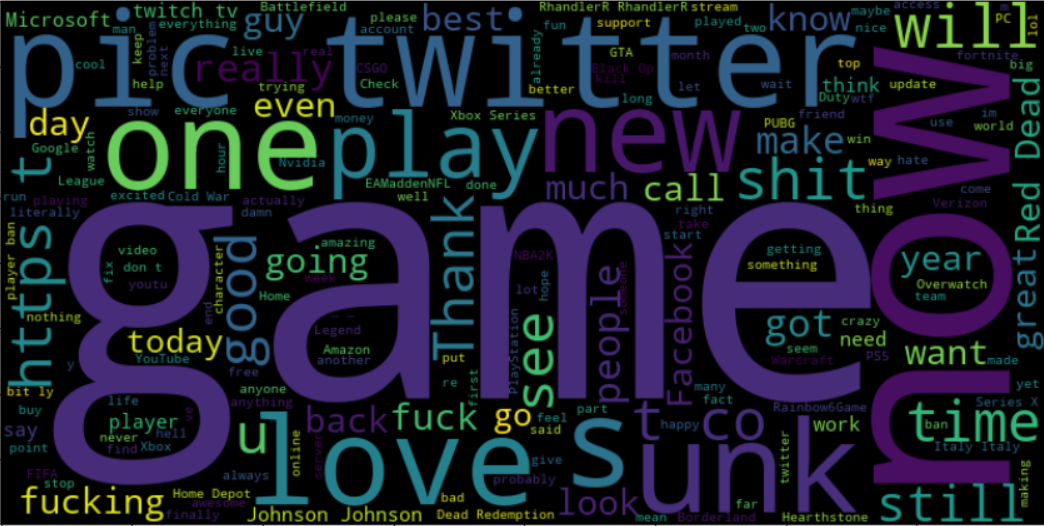 Microsoft
man
twitch tv
everything
guy
Battlefield
please
account
best
RhandlerR RhandlerR
stream
fun
support
played
two
know
maybe
nice
access
m
PC
will
lol
pic twitter
cool
keep
problem
next
help
live
real
really
trying
CSGO
Check
already
better
GTA
Black Op
kill
month
let
wait
top
think
update
fortnite
big
show
everyone
even
long
Duty
wtf
im
day
Google
watch
one
hour
Nvidia
money
play
Xbox Series
new
PUBG
friend
make
win
use
world
Dead
t
League
run
playing
excited
Cold War
actually
EAMaddenNFL
done
well
much
call
shit
way
hate
come
Red
literally
damn
right
take
thing
Verizon
now
https
player ban
game
video
don t
fix
youtu
good
character
going
amazing
week
Thank
NBA2K
lot
hope
people
someone
Facebook
start
getting
something
year
Overwatch
team
great
nothing
end
Home
_ _
Legend
Amazon
another
today
YouTube
free
put
playStation
see
got
seem
crazy
need
Warcraft
PS5
want
made
y
bit ly
re
first
many
fact
yet
buy
life
anyone
anything
ve
say
player
never
hell
point
find
Xbox
u
back
fuck
go
feel
said
part
s
t
happy
co
Rainbow6Game
work
ban
Series X
time
Italy Italy
FIFA
stop
always
online
server
love
give
probably
unk
twitter
making
fucking
Home Depot
awesome
finally
Johnson Johnson
bad
Dead Redemption
look
mean
Borderland
far
Hearthstone
still